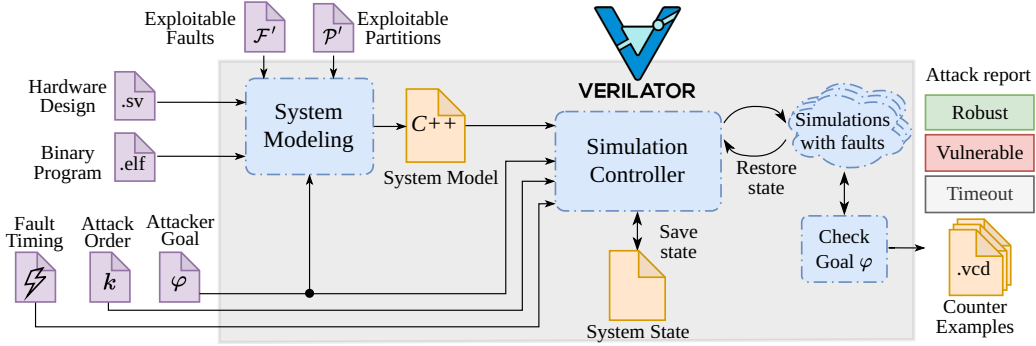 Exploitable
Faults
F′
P′
Exploitable
Partitions
VERILATOR
Hardware
Design
.sv
Binary
Program
.elf
System
Modeling
C++
System Model
Simulation
Controller
Restore
state
Simulations
with faults
Attack report
Robust
Vulnerable
Timeout
Fault
Timing
Attack
Order
k
Attacker
Goal
φ
Save
state
System State
Check
Goal φ
.vcd
Counter
Examples